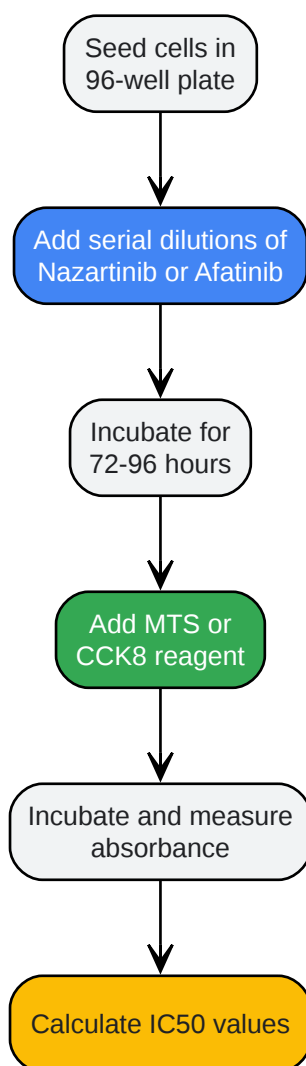 Seed cells in
96-well plate
Add serial dilutions of
Nazartinib or Afatinib
Incubate for
72-96 hours
Add MTS or
CCK8 reagent
Incubate and measure
absorbance
Calculate IC50 values